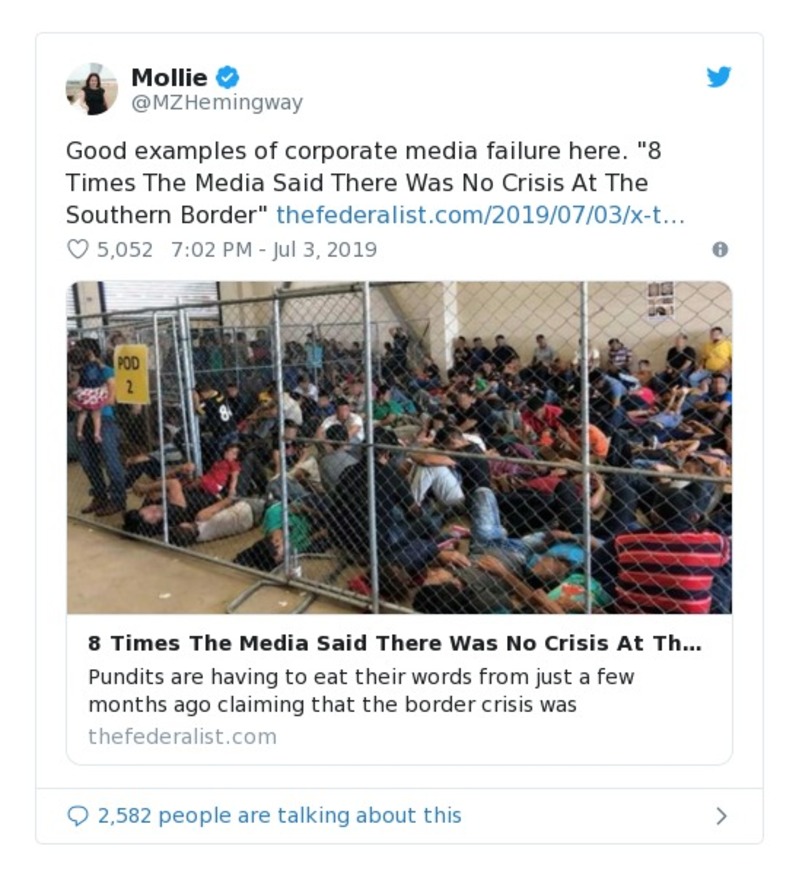 Mollie
@MZHemingway
Good examples of corporate media failure here. "8
Times The Media Said There Was No Crisis At The
Southern Border" thefederalist.com/2019/07/03/x-t…
5,052 7:02 PM - Jul 3, 2019
POD
2
8
8 Times The Media Said There Was No Crisis At Th…
Pundits are having to eat their words from just a few
months ago claiming that the border crisis was
thefederalist.com
2,582 people are talking about this